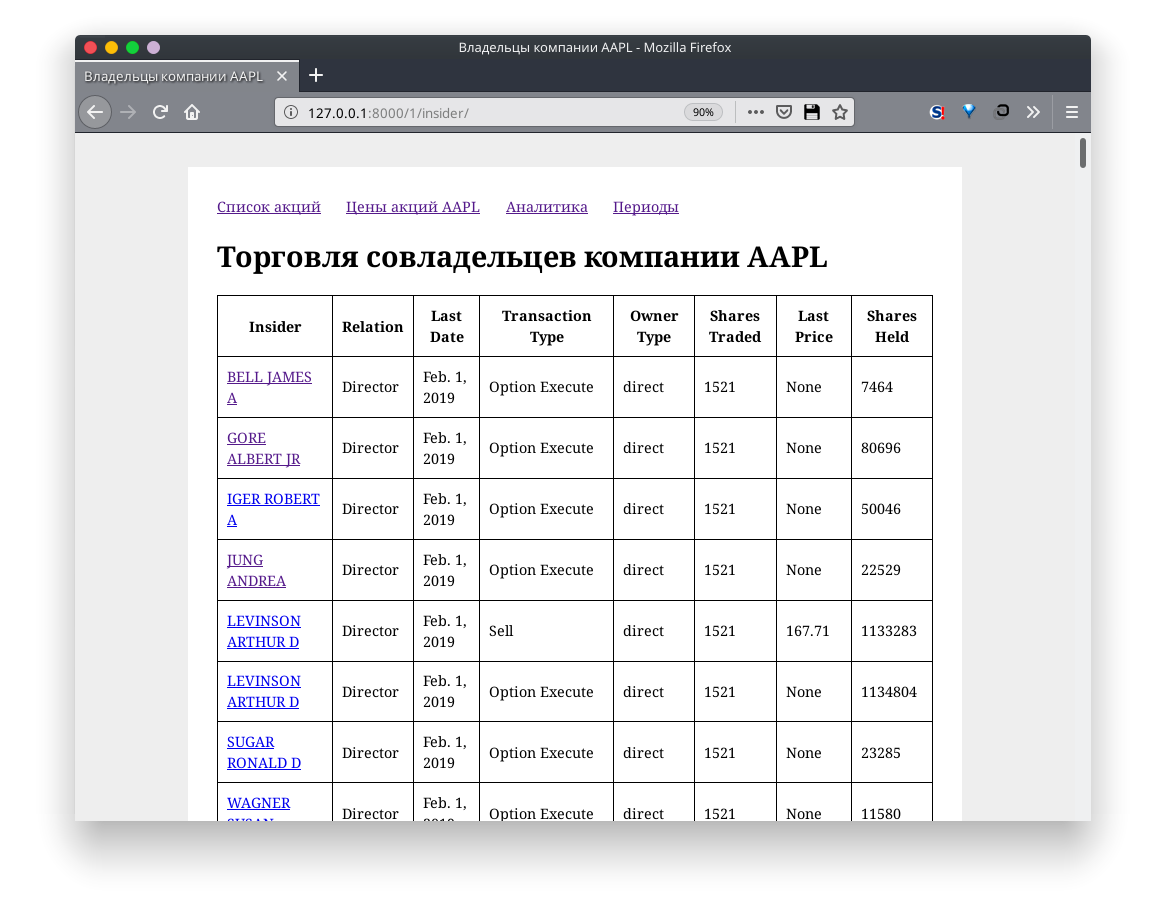 Владельцы компании AAPL - Mozilla Firefox
Владельцы компании AAPL
127.0.0.1:8000/1/insider/
90%
Список акций Цены акций AAPL Аналитика Периоды
Торговля совладельцев компании AAPL
Insider Relation Last Date Transaction Type Owner Type Shares Traded Last Price Shares Held
BELL JAMES A Director Feb. 1, 2019 Option Execute direct 1521 None 7464
GORE ALBERT JR Director Feb. 1, 2019 Option Execute direct 1521 None 80696
IGER ROBERT A Director Feb. 1, 2019 Option Execute direct 1521 None 50046
JUNG ANDREA Director Feb. 1, 2019 Option Execute direct 1521 None 22529
LEVINSON ARTHUR D Director Feb. 1, 2019 Sell direct 1521 167.71 1133283
LEVINSON ARTHUR D Director Feb. 1, 2019 Option Execute direct 1521 None 1134804
SUGAR RONALD D Director Feb. 1, 2019 Option Execute direct 1521 None 23285
WAGNER SUSAN Director Feb. 1, 2019 Option Execute direct 1521 None 11580